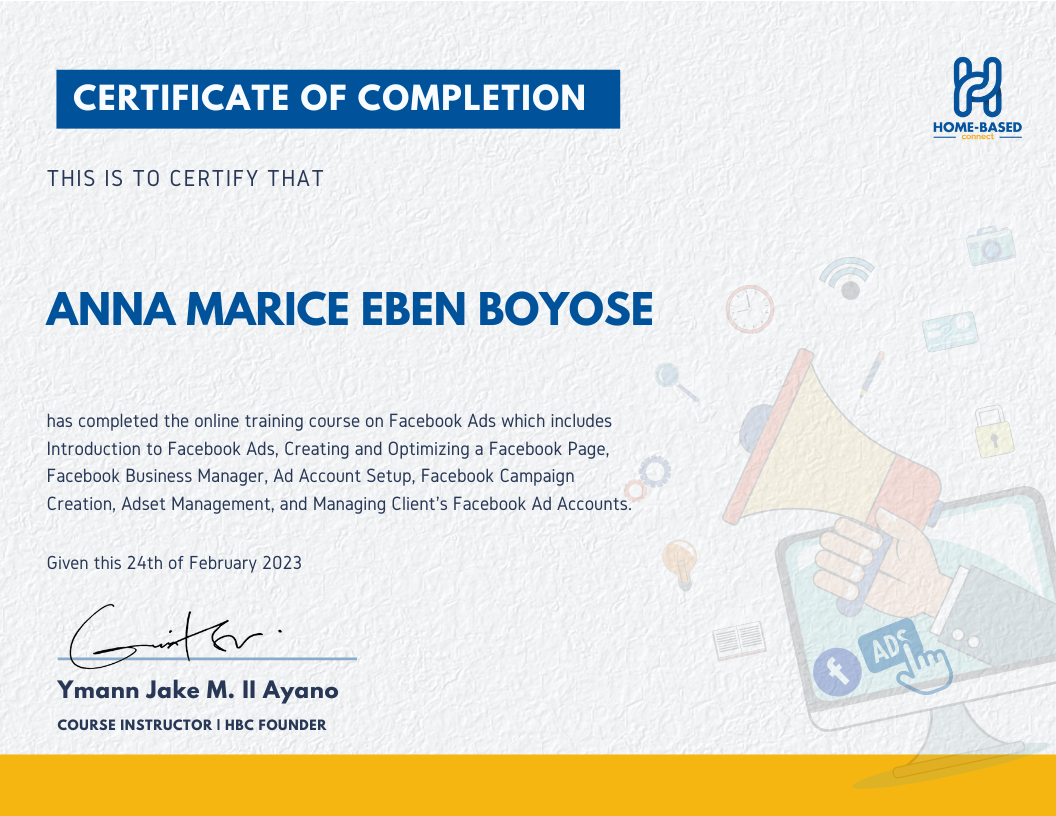 CERTIFICATE OF COMPLETION
HOME-BASED
connect
THIS IS TO CERTIFY THAT
ANNA MARICE EBEN BOYOSE
has completed the online training course on Facebook Ads which includes
Introduction to Facebook Ads, Creating and Optimizing a Facebook Page,
Facebook Business Manager, Ad Account Setup, Facebook Campaign
Creation, Adset Management, and Managing Client's Facebook Ad Accounts.
Given this 24th of February 2023
Ymann Jake M. II Ayano
COURSE INSTRUCTOR | HBC FOUNDER
f
ADS